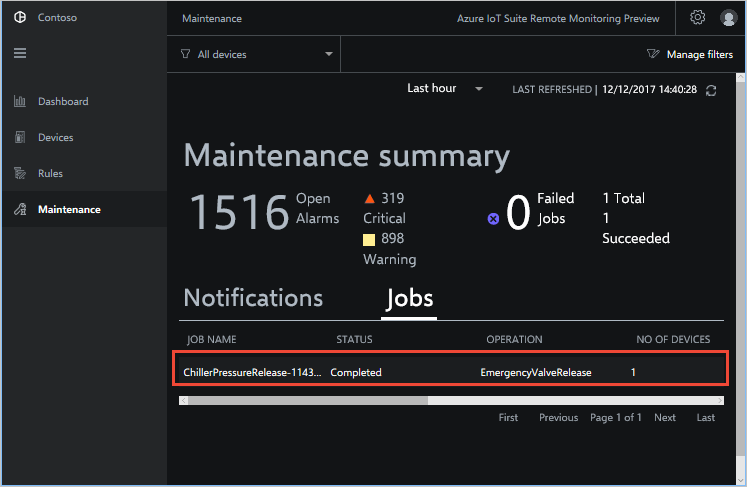 Contoso
Maintenance
Azure IoT Suite Remote Monitoring Preview
All devices
Manage filters
Last hour
LAST REFRESHED | 12/12/2017 14:40:28
Dashboard
Devices
Rules
Maintenance
Maintenance summary
1516 Open Alarms
319 Critical
898 Warning
0 Failed Jobs
1 Total
1 Succeeded
Notifications Jobs
JOB NAME STATUS OPERATION NO OF DEVICES
ChillerPressureRelease-1143... Completed EmergencyValveRelease 1
First Previous Page 1 of 1 Next Last